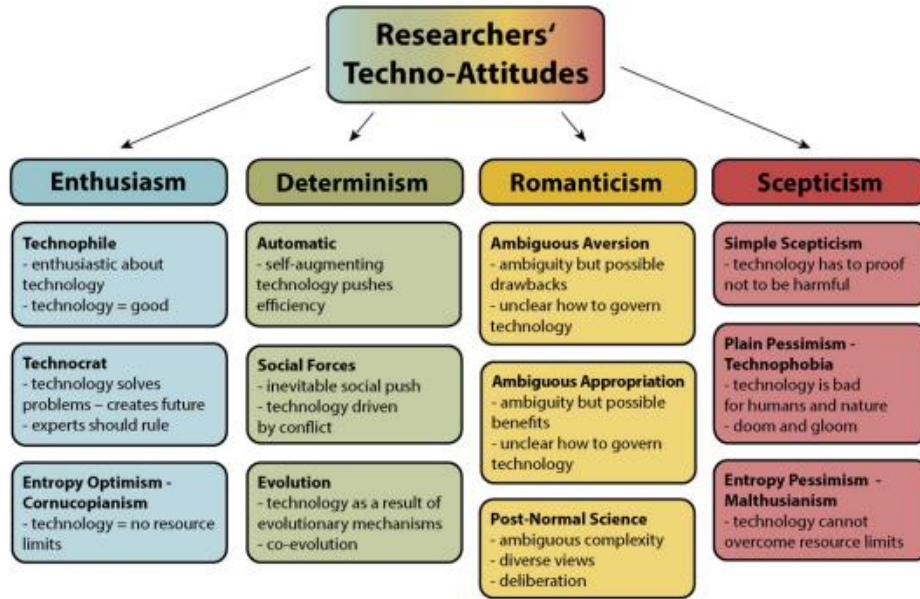 Researchers‘
Techno-Attitudes
Enthusiasm
Technophile
- enthusiastic about
technology
- technology = good
Technocrat
- technology solves
problems – creates future
- experts should rule
Entropy Optimism -
Cornucopianism
- technology = no resource
limits
Determinism
Automatic
- self-augmenting
technology pushes
efficiency
Social Forces
- inevitable social push
- technology driven
by conflict
Evolution
- technology as a result of
evolutionary mechanisms
- co-evolution
Romanticism
Ambiguous Aversion
- ambiguity but possible
drawbacks
- unclear how to govern
technology
Ambiguous Appropriation
- ambiguity but possible
benefits
- unclear how to govern
technology
Post-Normal Science
- ambiguous complexity
- diverse views
- deliberation
Scepticism
Simple Scepticism
- technology has to proof
not to be harmful
Plain Pessimism -
Technophobia
- technology is bad
for humans and nature
- doom and gloom
Entropy Pessimism -
Malthusianism
- technology cannot
overcome resource limits